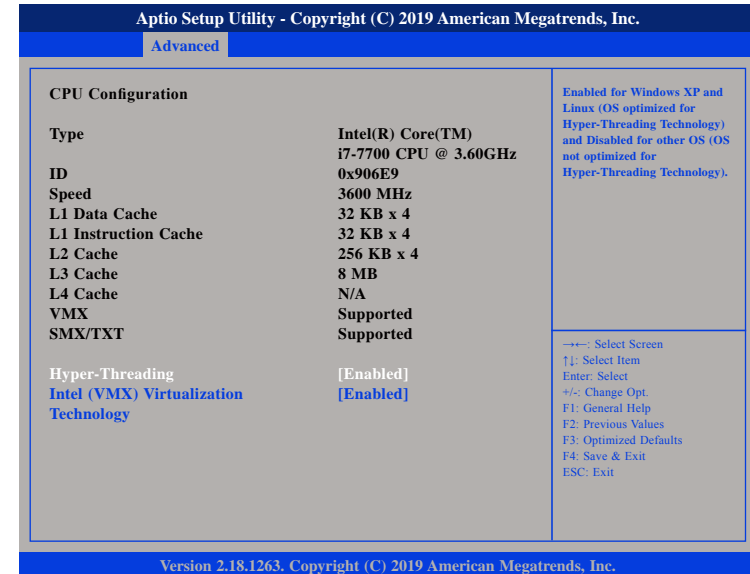 Aptio Setup Utility - Copyright (C) 2019 American Megatrends, Inc.
Advanced
CPU Configuration
Type Intel(R) Core(TM)
i7-7700 CPU @ 3.60GHz
ID 0x906E9
Speed 3600 MHz
L1 Data Cache 32 KB x 4
L1 Instruction Cache 32 KB x 4
L2 Cache 256 KB x 4
L3 Cache 8 MB
L4 Cache N/A
VMX Supported
SMX/TXT Supported
Hyper-Threading [Enabled]
Intel (VMX) Virtualization [Enabled]
Technology
Enabled for Windows XP and
Linux (OS optimized for
Hyper-Threading Technology)
and Disabled for other OS (OS
not optimized for
Hyper-Threading Technology).
→←: Select Screen
↑↓: Select Item
Enter: Select
+/-: Change Opt.
F1: General Help
F2: Previous Values
F3: Optimized Defaults
F4: Save & Exit
ESC: Exit
Version 2.18.1263. Copyright (C) 2019 American Megatrends, Inc.